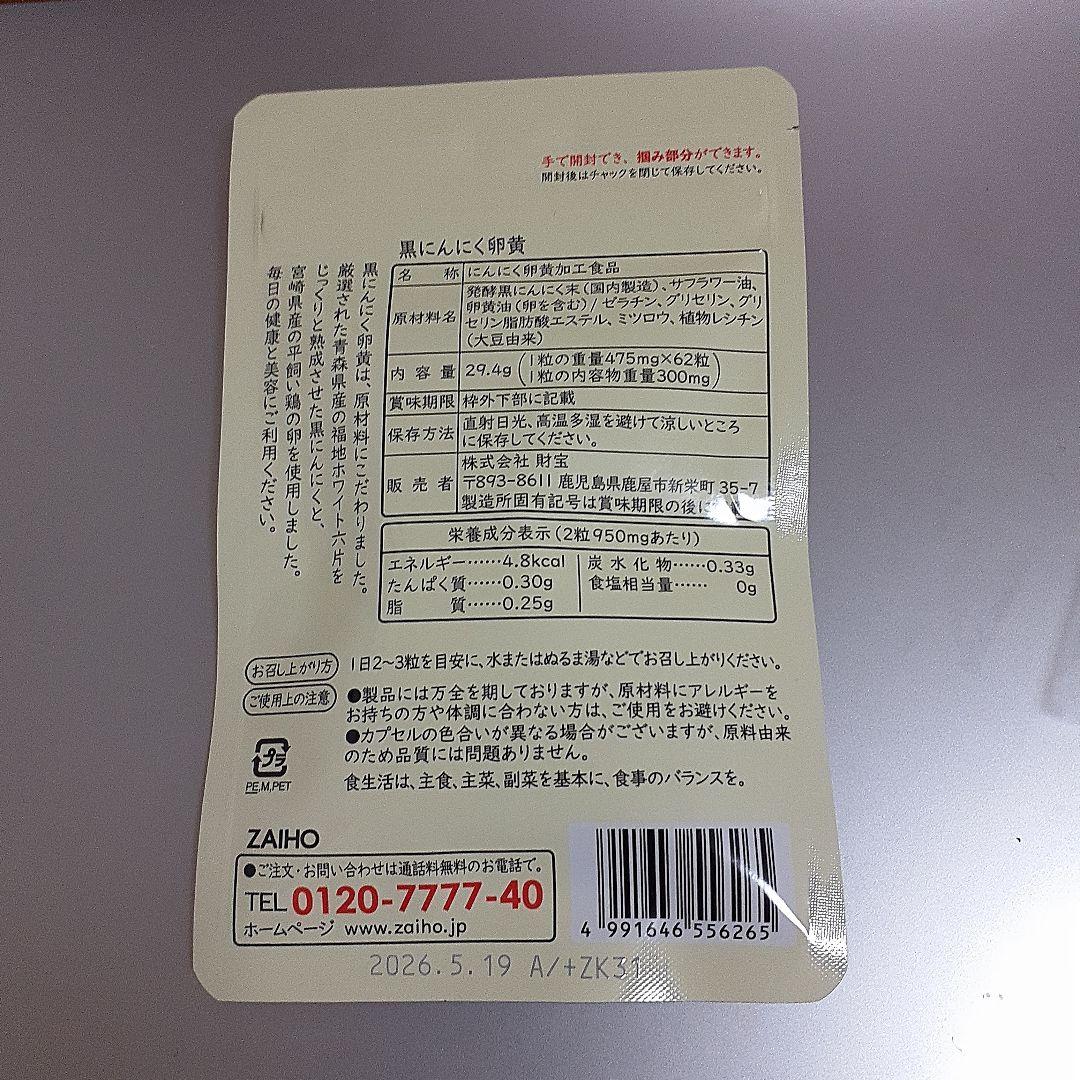 手で開封でき、掴み部分ができます。
開封後はチャックを閉じて保存してください。
黒にんにく卵黄は、原材料にこだわりました。
厳選された青森県産の福地ホワイト六片を
じっくりと熟成させた黒にんにくと、
宮崎県産の平飼い鶏の卵を使用しました。
毎日の健康と美容にご利用ください。
黒にんにく卵黄
名称 にんにく卵黄加工食品
原材料名 発酵黒にんにく末(国内製造)、サフラワー油、
卵黄油(卵を含む)/ゼラチン、グリセリン、グリ
セリン脂肪酸エステル、ミツロウ、植物レシチン
(大豆由来)
内容量 29.4g (1粒の重量475mg×62粒
1粒の内容物重量300mg)
賞味期限 枠外下部に記載
保存方法 直射日光、高温多湿を避けて涼しいところ
に保存してください。
販売者 株式会社 財宝
〒893-8611 鹿児島県鹿屋市新栄町35-7
製造所固有記号は賞味期限の後に
栄養成分表示(2粒950mgあたり)
エネルギー……4.8kcal
たんぱく質……0.30g
脂質……0.25g
炭水化物……0.33g
食塩相当量…… 0g
お召し上がり方 1日2～3粒を目安に、水またはぬるま湯などでお召し上がりください。
ご使用上の注意 ●製品には万全を期しておりますが、原材料にアレルギーを
お持ちの方や体調に合わない方は、ご使用をお避けください。
●カプセルの色合いが異なる場合がございますが、原料由来
のため品質には問題ありません。
食生活は、主食、主菜、副菜を基本に、食事のバランスを。
プラ
PE,M,PET
ZAIHO
●ご注文・お問い合わせは通話料無料のお電話で。
TEL 0120-7777-40
ホームページ www.zaiho.jp
4 991646 556265
2026.5.19 A/+ZK31